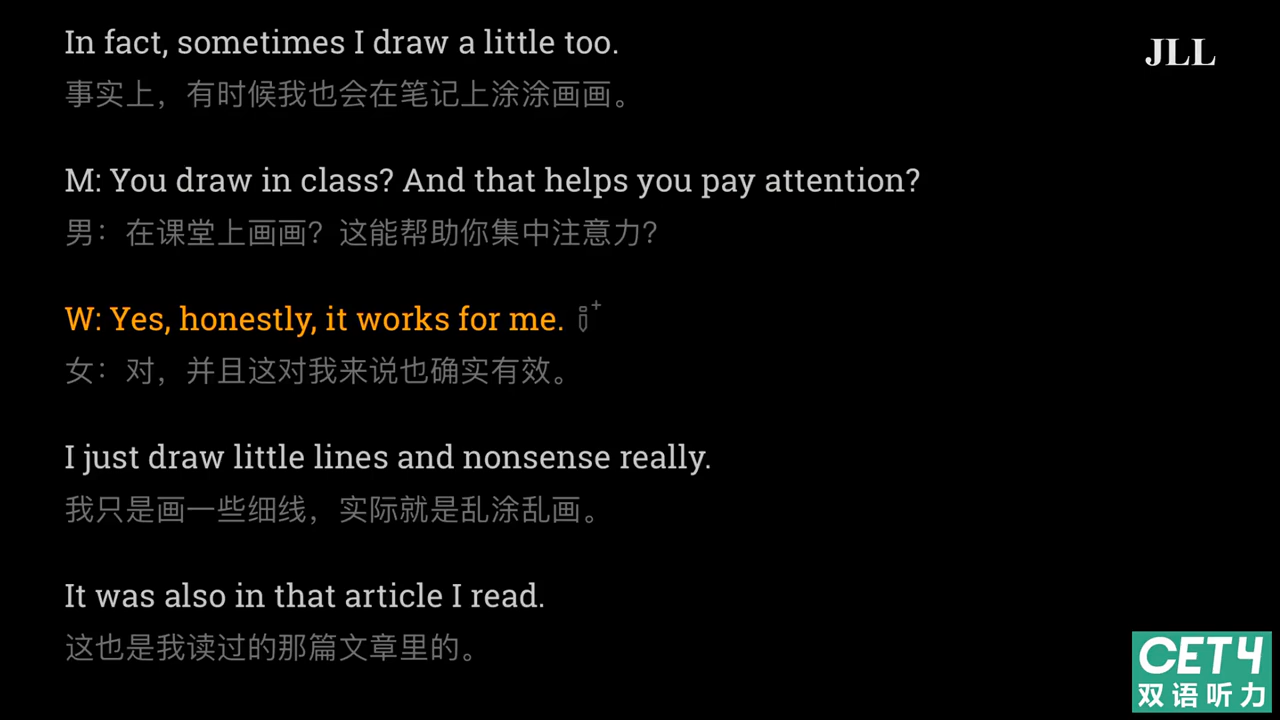 In fact, sometimes I draw a little too.
JLL
事实上，有时候我也会在笔记上涂涂画画。
M: You draw in class? And that helps you pay attention?
男：在课堂上画画？这能帮助你集中注意力？
W: Yes, honestly, it works for me.
女：对，并且这对我来说也确实有效。
I just draw little lines and nonsense really.
我只是画一些细线，实际就是乱涂乱画。
It was also in that article I read.
这也是我读过的那篇文章里的。
CET4
双语听力